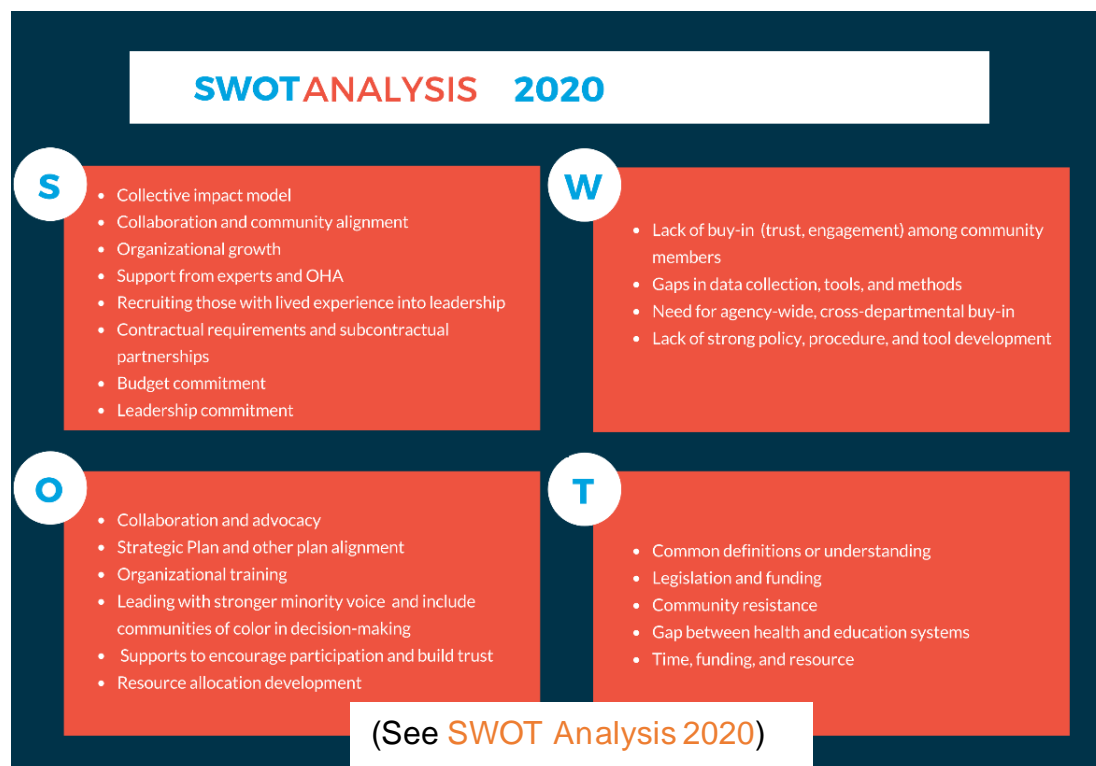 SWOT ANALYSIS 2020
S
• Collective impact model
• Collaboration and community alignment
• Organizational growth
• Support from experts and OHA
• Recruiting those with lived experience into leadership
• Contractual requirements and subcontractual
partnerships
• Budget commitment
• Leadership commitment
W
• Lack of buy-in (trust, engagement) among community
members
• Gaps in data collection, tools, and methods
• Need for agency-wide, cross-departmental buy-in
• Lack of strong policy, procedure, and tool development
O
• Collaboration and advocacy
• Strategic Plan and other plan alignment
• Organizational training
• Leading with stronger minority voice and include
communities of color in decision-making
• Supports to encourage participation and build trust
• Resource allocation development
T
• Common definitions or understanding
• Legislation and funding
• Community resistance
• Gap between health and education systems
• Time, funding, and resource
(See SWOT Analysis 2020)